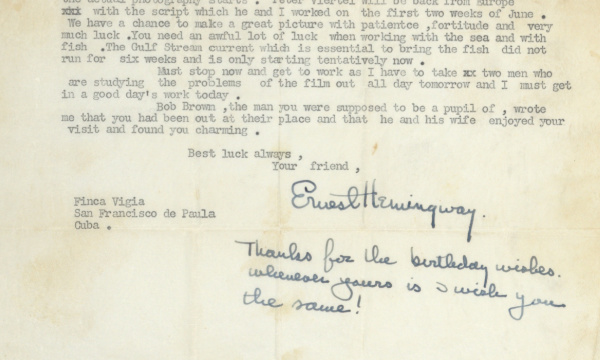 the actual photography starts . Peter Viertel will be back from europe
xxi with the script which he and I worked on the first two weeks of June .
We have a chance to make a great picture with patientce ,fortitude and very
much luck .You need an awful lot of luck when working with the sea and with
fish .The Gulf Stream current which is essential to bring the fish did not
run for six weeks and is only starting tentatively now .
Must stop now and get to work as I have to take xx two men who
are studying the problems of the film out all day tomorrow and I must get
in a good day's work today .
Bob Brown ,the man you were supposed to be a pupil of , wrote
me that you had been out at their place and that he and his wife enjoyed your
visit and found you charming .
Best luck always ,
Your friend ,
Ernest Hemingway.
Finca Vigia
San Francisco de Paula
Cuba .
Thanks for the birthday wishes.
Whenever yours is I wish you
the same!